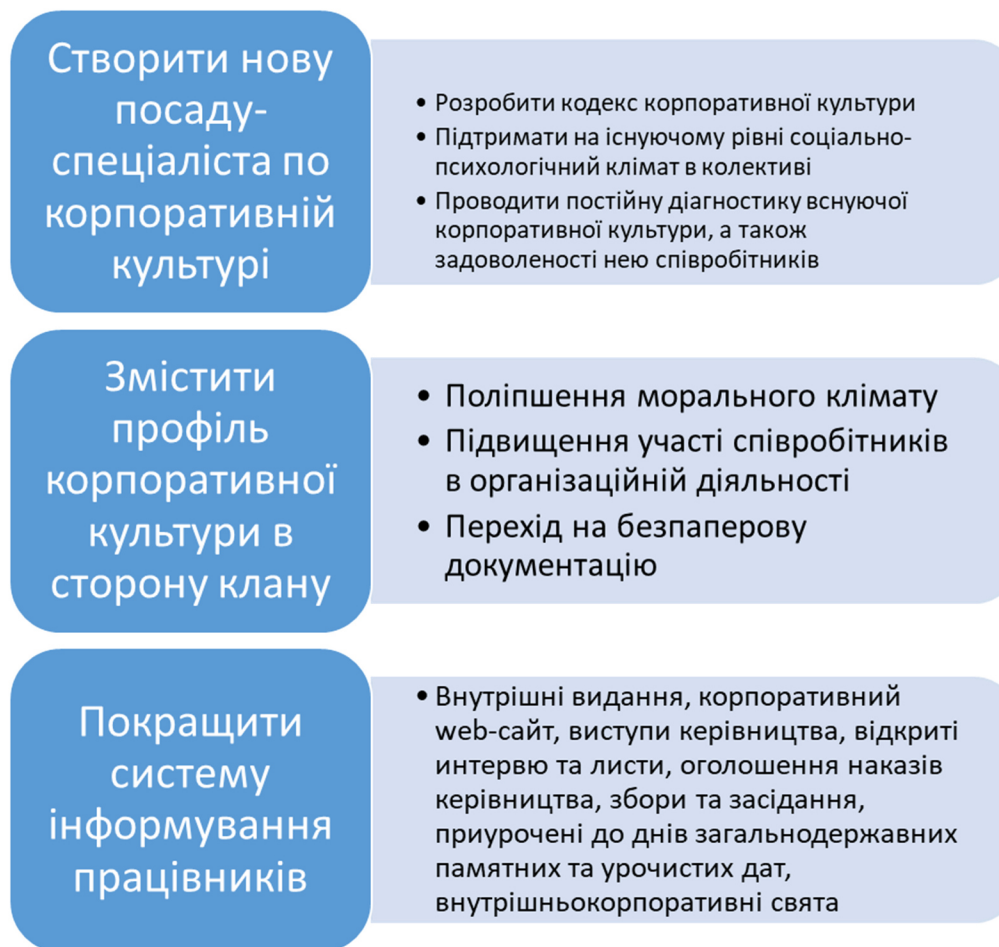 Створити нову
посаду-
спеціаліста по
корпоративній
культурі
• Розробити кодекс корпоративної культури
• Підтримати на існуючому рівні соціально-
психологічний клімат в колективі
• Проводити постійну діагностику вснуючої
корпоративної культури, а також
задоволеності нею співробітників
Змістити
профіль
корпоративної
культури в
сторону клану
• Поліпшення морального клімату
• Підвищення участі співробітників
в організаційній діяльності
• Перехід на безпаперову
документацію
Покращити
систему
інформування
працівників
• Внутрішні видання, корпоративний
web-сайт, виступи керівництва, відкриті
интервю та листи, оголошення наказів
керівництва, збори та засідання,
приурочені до днів загальнодержавних
памятних та урочистих дат,
внутрішньокорпоративні свята